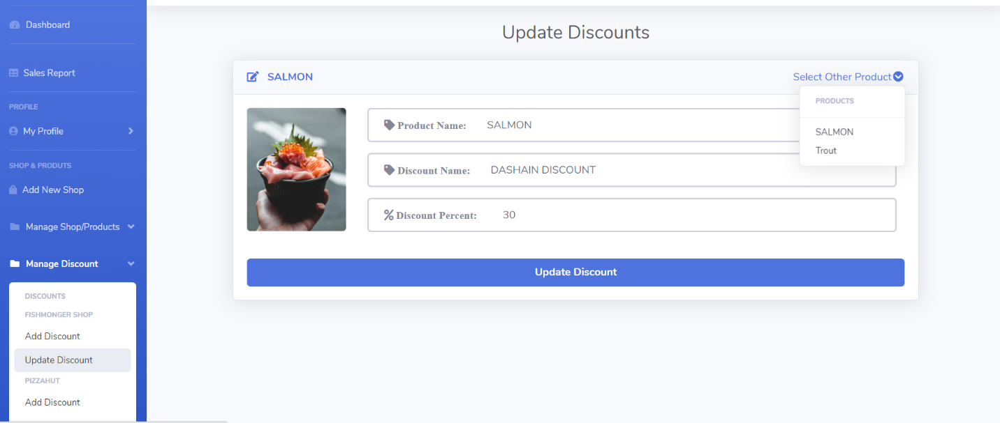 Dashboard
Sales Report
PROFILE
My Profile
SHOP & PRODUTS
Add New Shop
Manage Shop/Products
Manage Discount
DISCOUNTS
FISHMONGER SHOP
Add Discount
Update Discount
PIZZAHUT
Add Discount
Update Discounts
SALMON
Select Other Product
PRODUCTS
SALMON
Trout
Product Name: SALMON
Discount Name: DASHAIN DISCOUNT
% Discount Percent: 30
Update Discount